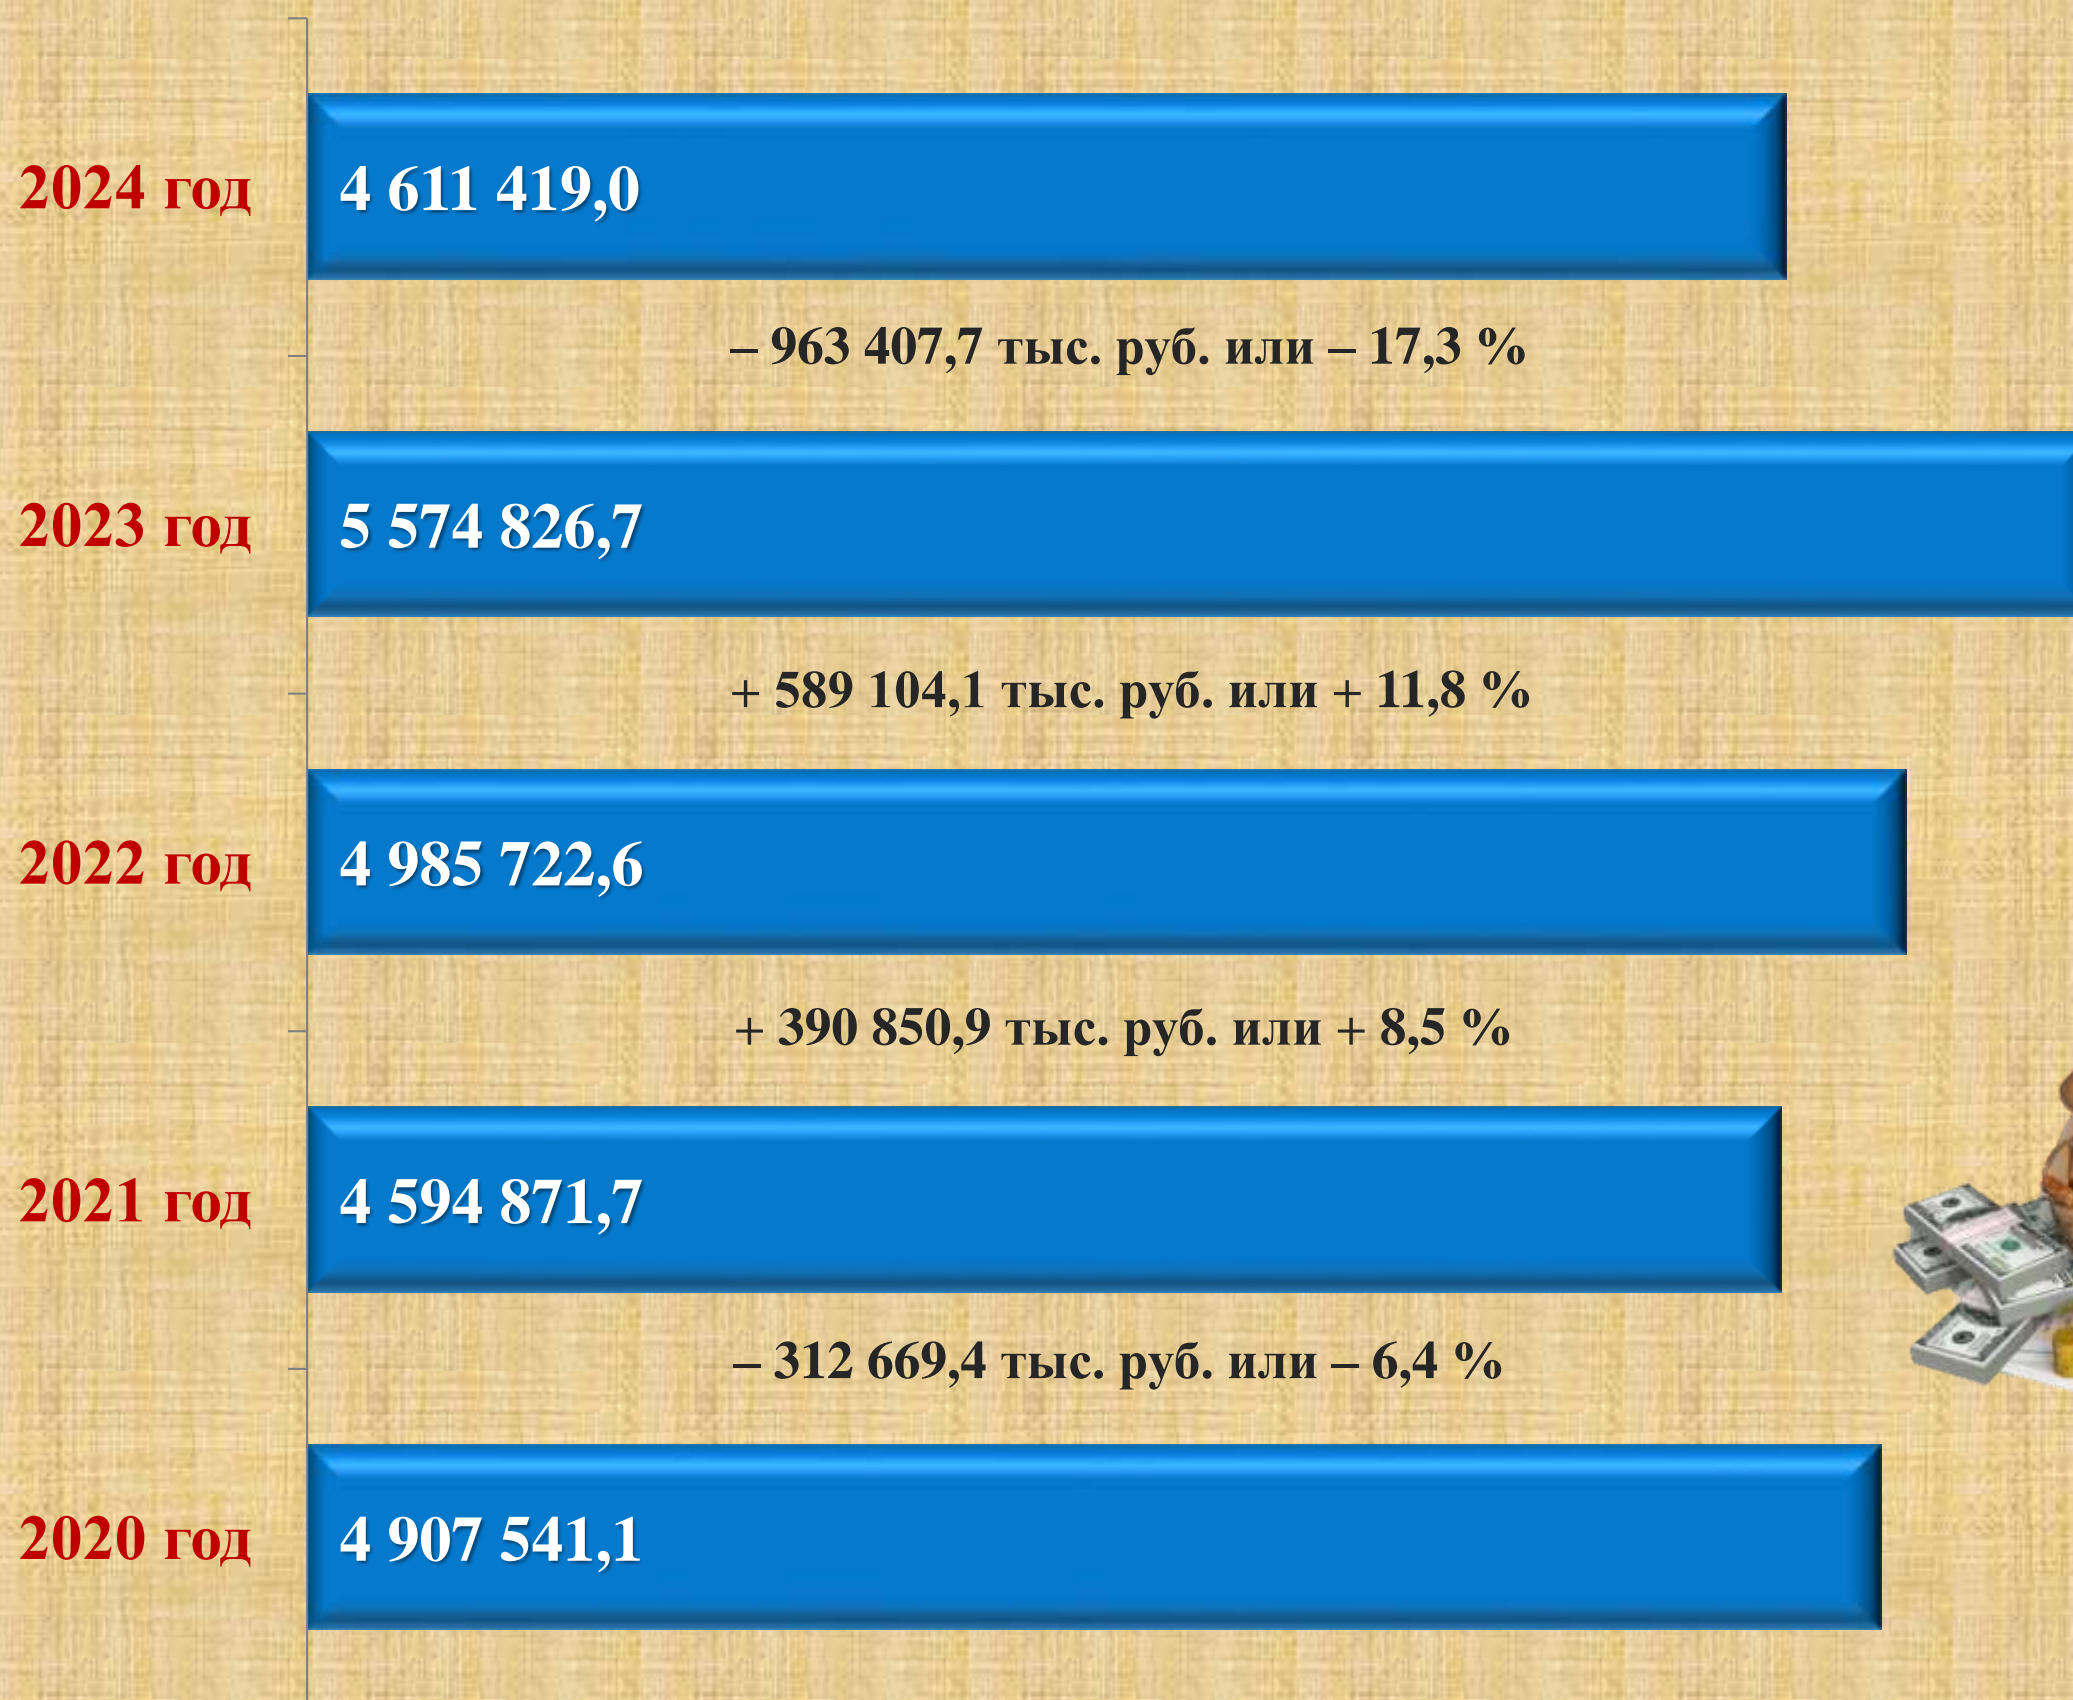 2024 год 4 611 419,0
– 963 407,7 тыс. руб. или – 17,3 %
2023 год 5 574 826,7
+ 589 104,1 тыс. руб. или + 11,8 %
2022 год 4 985 722,6
+ 390 850,9 тыс. руб. или + 8,5 %
2021 год 4 594 871,7
– 312 669,4 тыс. руб. или – 6,4 %
2020 год 4 907 541,1